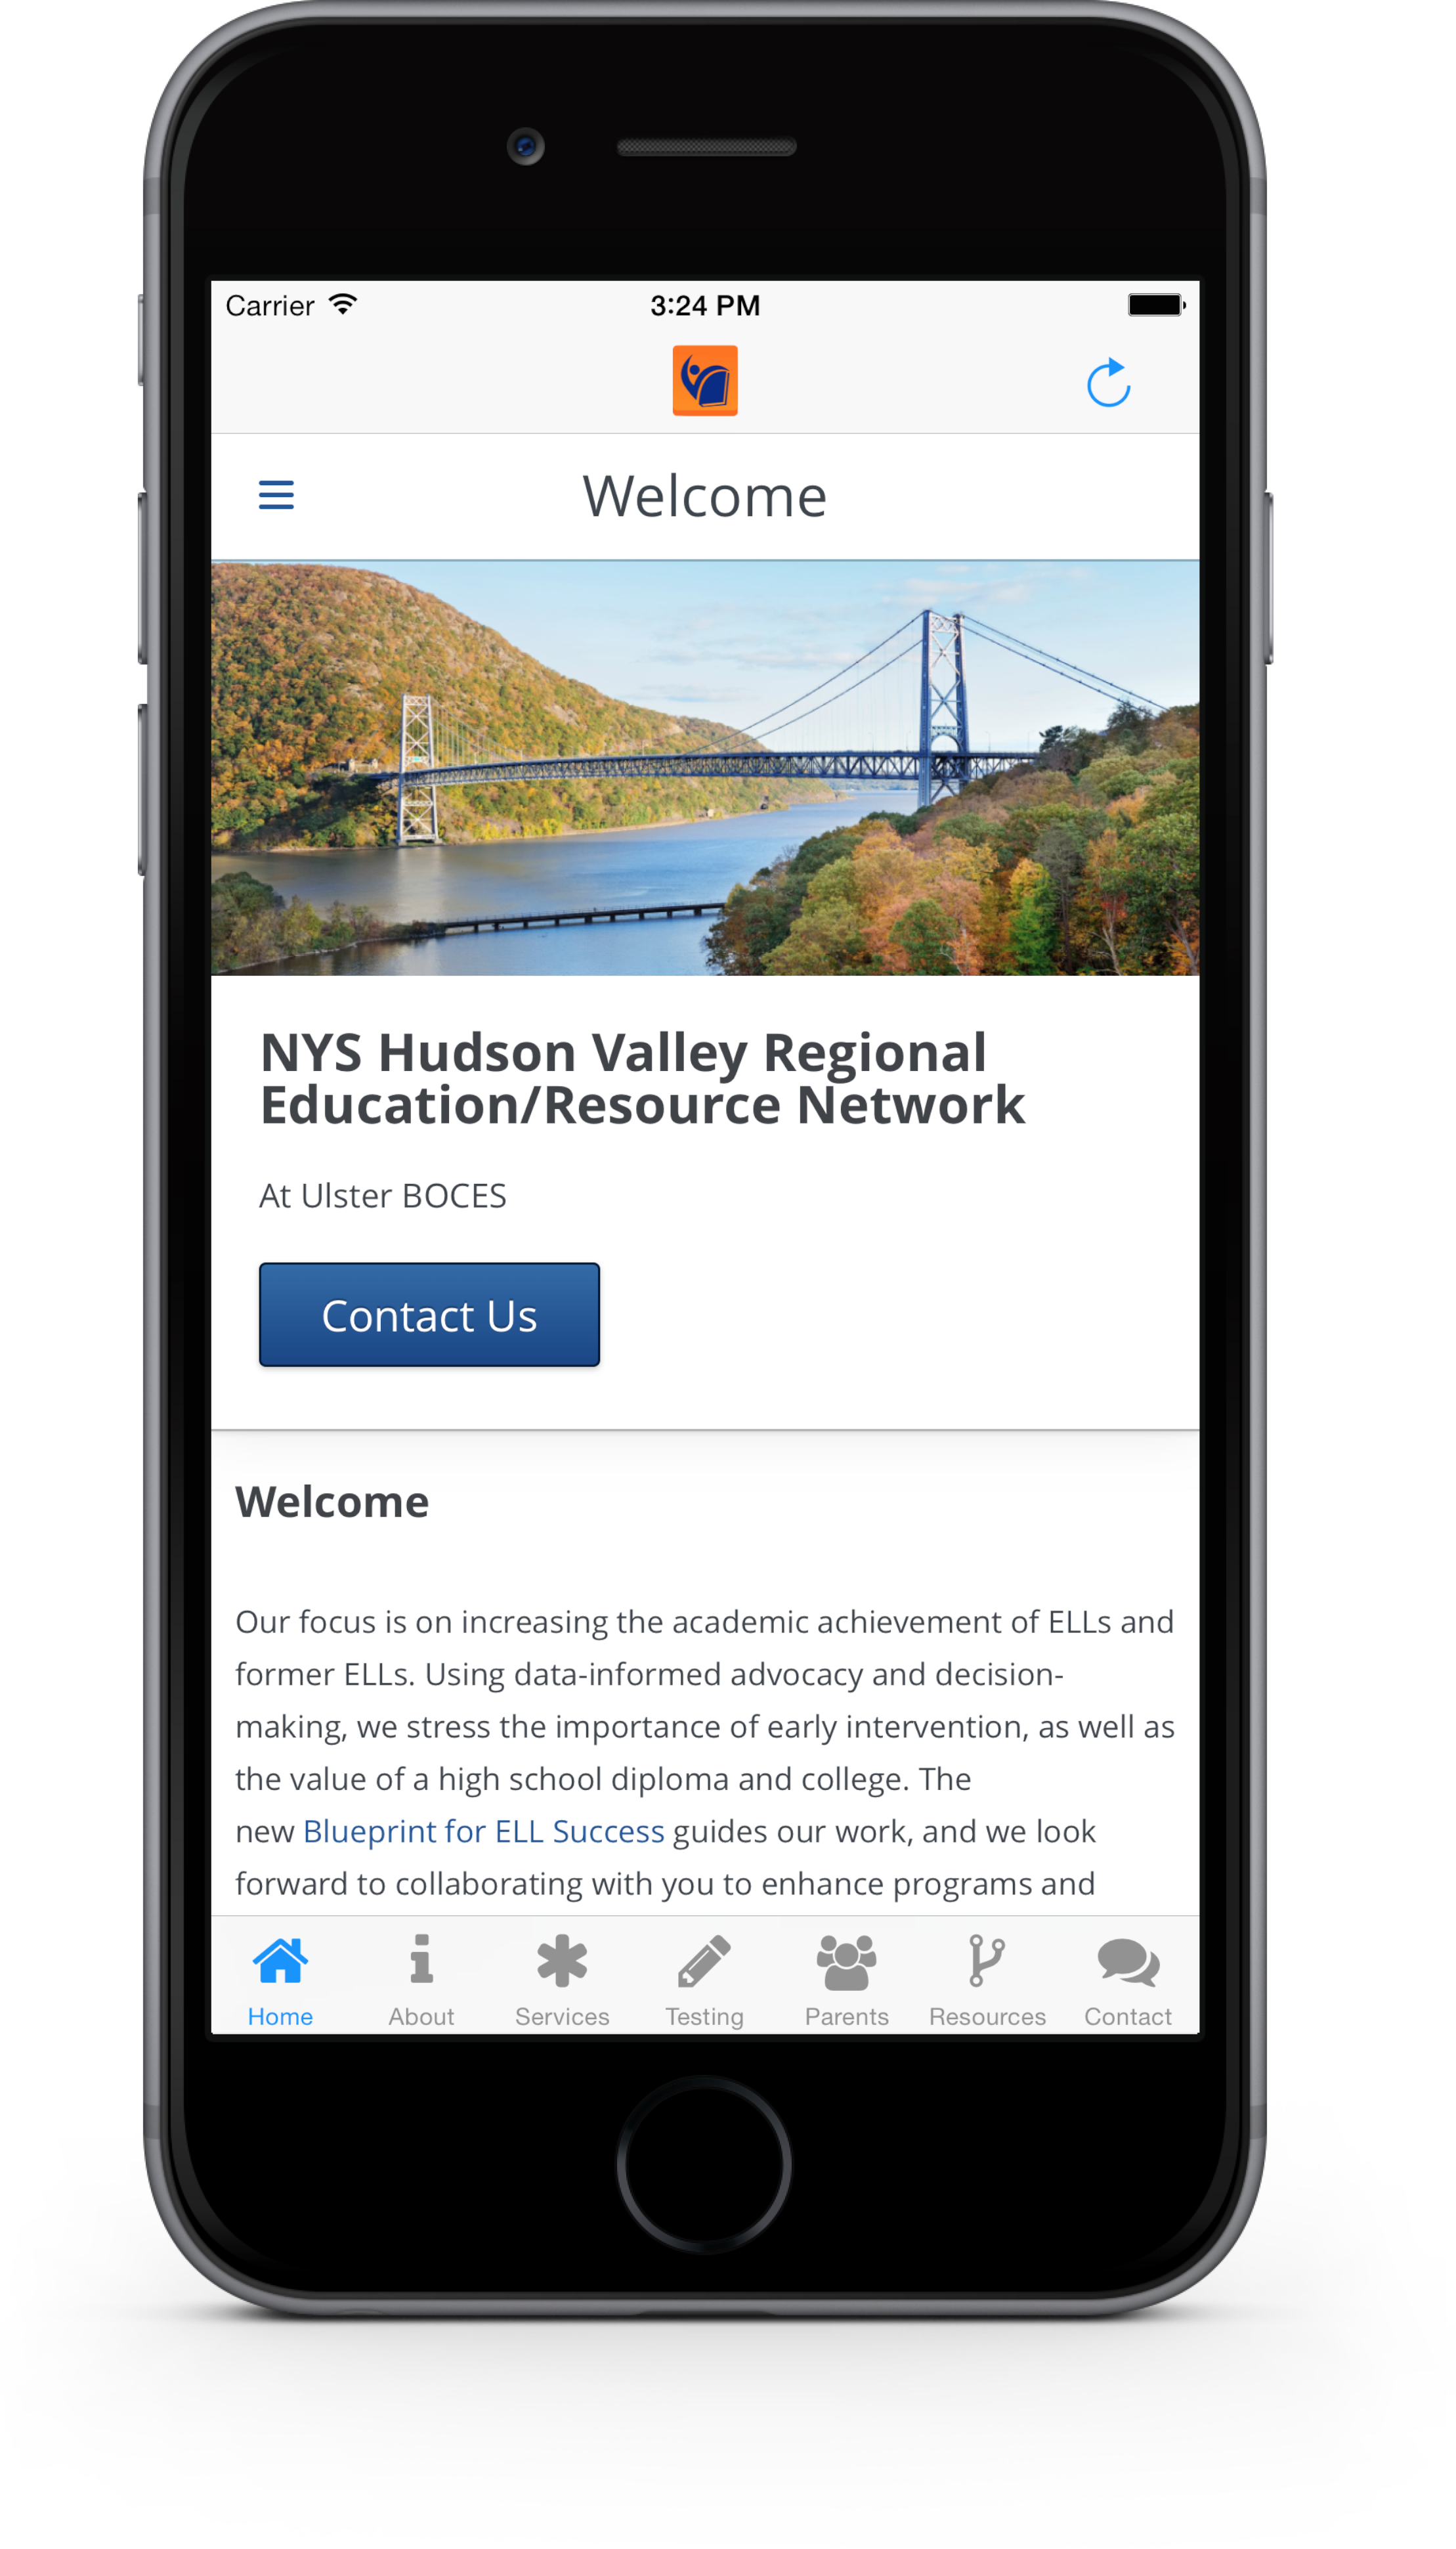 Carrier 3:24 PM
Welcome
NYS Hudson Valley Regional
Education/Resource Network
At Ulster BOCES
Contact Us
Welcome
Our focus is on increasing the academic achievement of ELLs and
former ELLs. Using data-informed advocacy and decision-
making, we stress the importance of early intervention, as well as
the value of a high school diploma and college. The
new Blueprint for ELL Success guides our work, and we look
forward to collaborating with you to enhance programs and
Home About Services Testing Parents Resources Contact